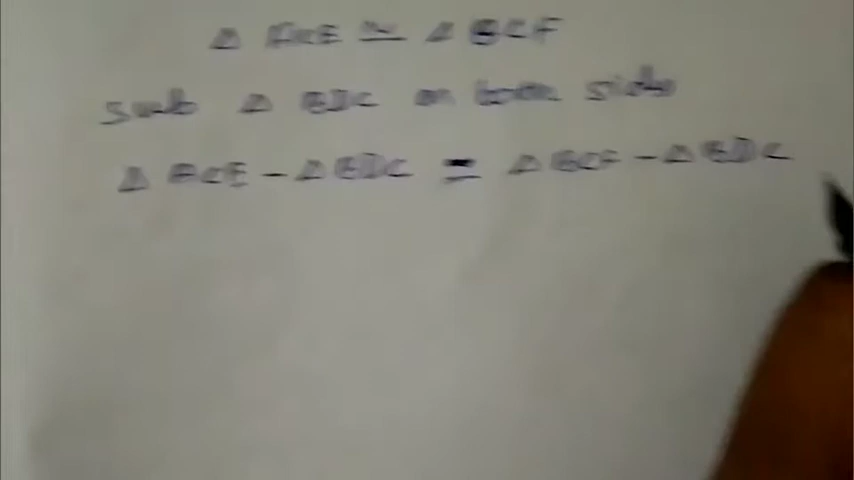 Δ BCE ≅ Δ BCF
sub Δ BDC on both sides
Δ BCE - Δ BDC = Δ BCF - Δ BDC